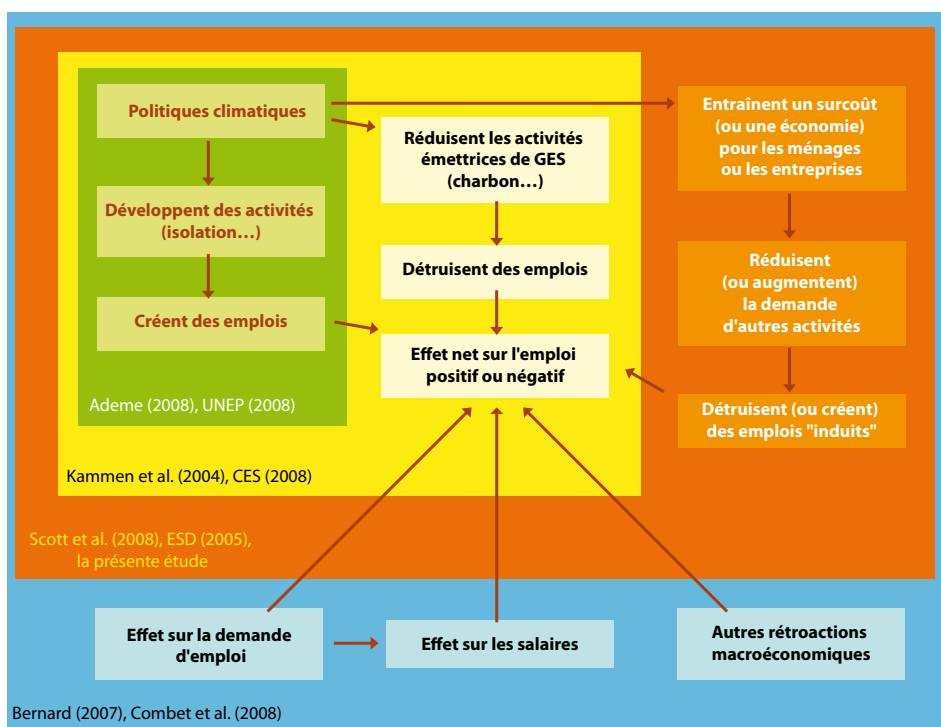 Politiques climatiques
Développent des activités
(isolation…)
Créent des emplois
Ademe (2008), UNEP (2008)
Réduisent les activités
émettrices de GES
(charbon…)
Détruisent des emplois
Effet net sur l'emploi
positif ou négatif
Kammen et al. (2004), CES (2008)
Entraînent un surcoût
(ou une économie)
pour les ménages
ou les entreprises
Réduisent
(ou augmentent)
la demande
d'autres activités
Détruisent (ou créent)
des emplois "induits"
Scott et al. (2008), ESD (2005),
la présente étude
Effet sur la demande
d'emploi
Effet sur les salaires
Autres rétroactions
macroéconomiques
Bernard (2007), Combet et al. (2008)